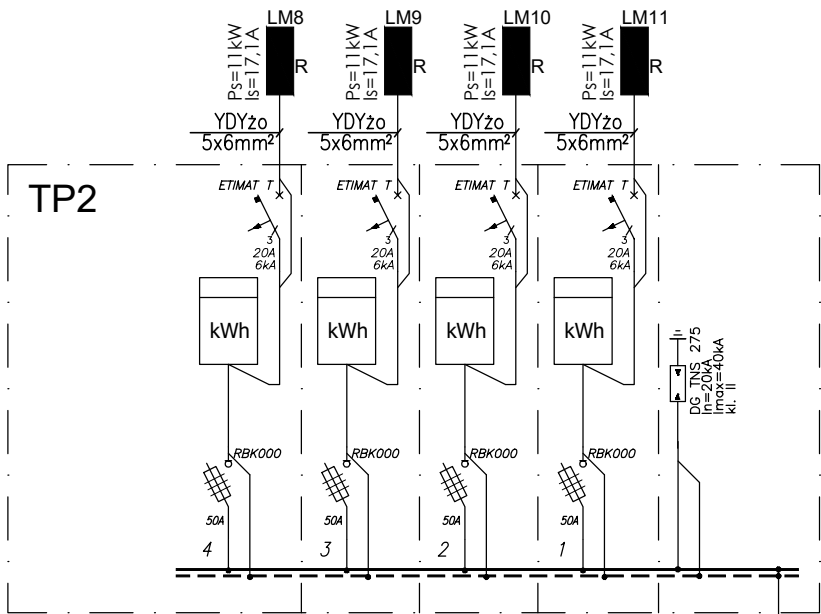 LM8
Ps=11kW
Is=17,1A
R
LM9
Ps=11kW
Is=17,1A
R
LM10
Ps=11kW
Is=17,1A
R
LM11
Ps=11kW
Is=17,1A
R
YDYżo
5x6mm²
YDYżo
5x6mm²
YDYżo
5x6mm²
YDYżo
5x6mm²
TP2
ETIMAT T
3
20A
6kA
ETIMAT T
3
20A
6kA
ETIMAT T
3
20A
6kA
ETIMAT T
3
20A
6kA
kWh
kWh
kWh
kWh
DG TNS 275
In=20kA
Imax=40kA
kl. II
RBK000
RBK000
RBK000
RBK000
50A
50A
50A
50A
4
3
2
1